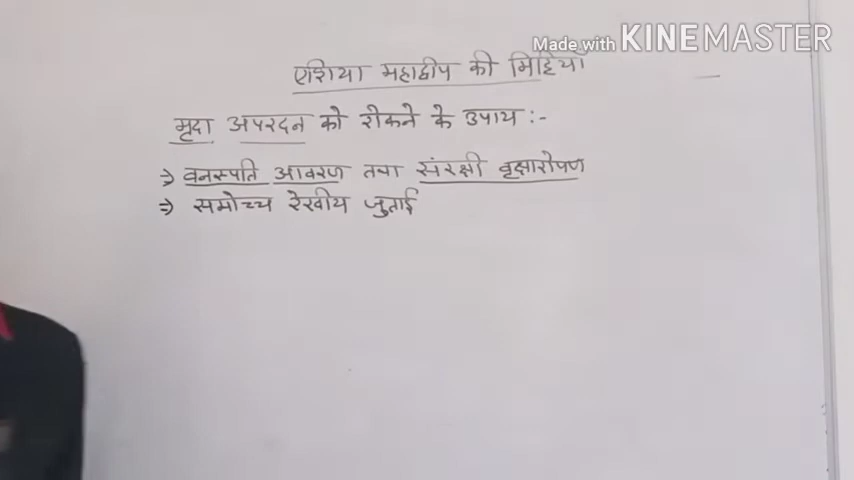 Made with KINEMASTER
एशिया महाद्वीप की मिट्टियाँ
मृदा अपरदन को रोकने के उपाय :-
⇒ वनस्पति आवरण तथा संरक्षी वृक्षारोपण
⇒ समोच्च रेखीय जुताई